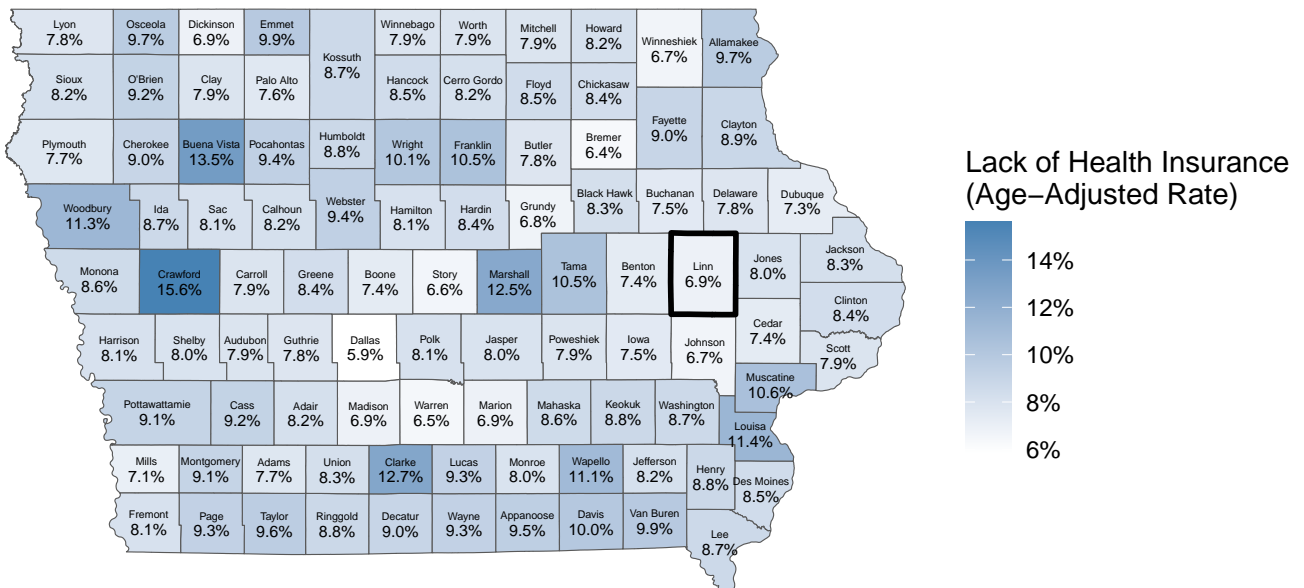 Lyon
7.8%
Osceola
9.7%
Dickinson
6.9%
Emmet
9.9%
Kossuth
8.7%
Winnebago
7.9%
Worth
7.9%
Mitchell
7.9%
Howard
8.2%
Winneshiek
6.7%
Allamakee
9.7%
Sioux
8.2%
O'Brien
9.2%
Clay
7.9%
Palo Alto
7.6%
Hancock
8.5%
Cerro Gordo
8.2%
Floyd
8.5%
Chickasaw
8.4%
Fayette
9.0%
Clayton
8.9%
Plymouth
7.7%
Cherokee
9.0%
Buena Vista
13.5%
Pocahontas
9.4%
Humboldt
8.8%
Wright
10.1%
Franklin
10.5%
Butler
7.8%
Bremer
6.4%
Woodbury
11.3%
Ida
8.7%
Sac
8.1%
Calhoun
8.2%
Webster
9.4%
Hamilton
8.1%
Hardin
8.4%
Grundy
6.8%
Black Hawk
8.3%
Buchanan
7.5%
Delaware
7.8%
Dubuque
7.3%
Monona
8.6%
Crawford
15.6%
Carroll
7.9%
Greene
8.4%
Boone
7.4%
Story
6.6%
Marshall
12.5%
Tama
10.5%
Benton
7.4%
Linn
6.9%
Jones
8.0%
Jackson
8.3%
Clinton
8.4%
Harrison
8.1%
Shelby
8.0%
Audubon
7.9%
Guthrie
7.8%
Dallas
5.9%
Polk
8.1%
Jasper
8.0%
Poweshiek
7.9%
Iowa
7.5%
Johnson
6.7%
Cedar
7.4%
Scott
7.9%
Muscatine
10.6%
Pottawattamie
9.1%
Cass
9.2%
Adair
8.2%
Madison
6.9%
Warren
6.5%
Marion
6.9%
Mahaska
8.6%
Keokuk
8.8%
Washington
8.7%
Louisa
11.4%
Mills
7.1%
Montgomery
9.1%
Adams
7.7%
Union
8.3%
Clarke
12.7%
Lucas
9.3%
Monroe
8.0%
Wapello
11.1%
Jefferson
8.2%
Henry
8.8%
Des Moines
8.5%
Fremont
8.1%
Page
9.3%
Taylor
9.6%
Ringgold
8.8%
Decatur
9.0%
Wayne
9.3%
Appanoose
9.5%
Davis
10.0%
Van Buren
9.9%
Lee
8.7%
Lack of Health Insurance
(Age−Adjusted Rate)
14%
12%
10%
8%
6%